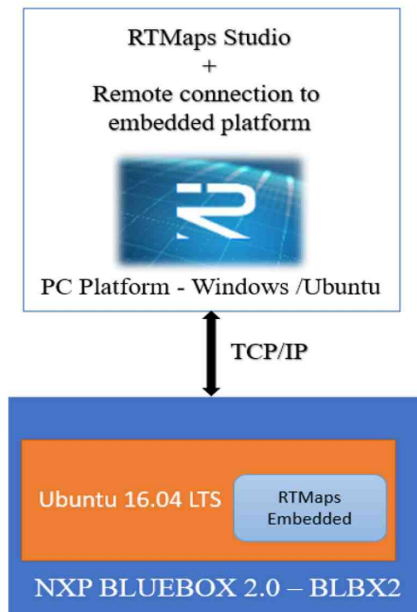 RTMaps Studio
+
Remote connection to
embedded platform
PC Platform - Windows /Ubuntu
TCP/IP
Ubuntu 16.04 LTS
RTMaps
Embedded
NXP BLUEBOX 2.0 – BLBX2